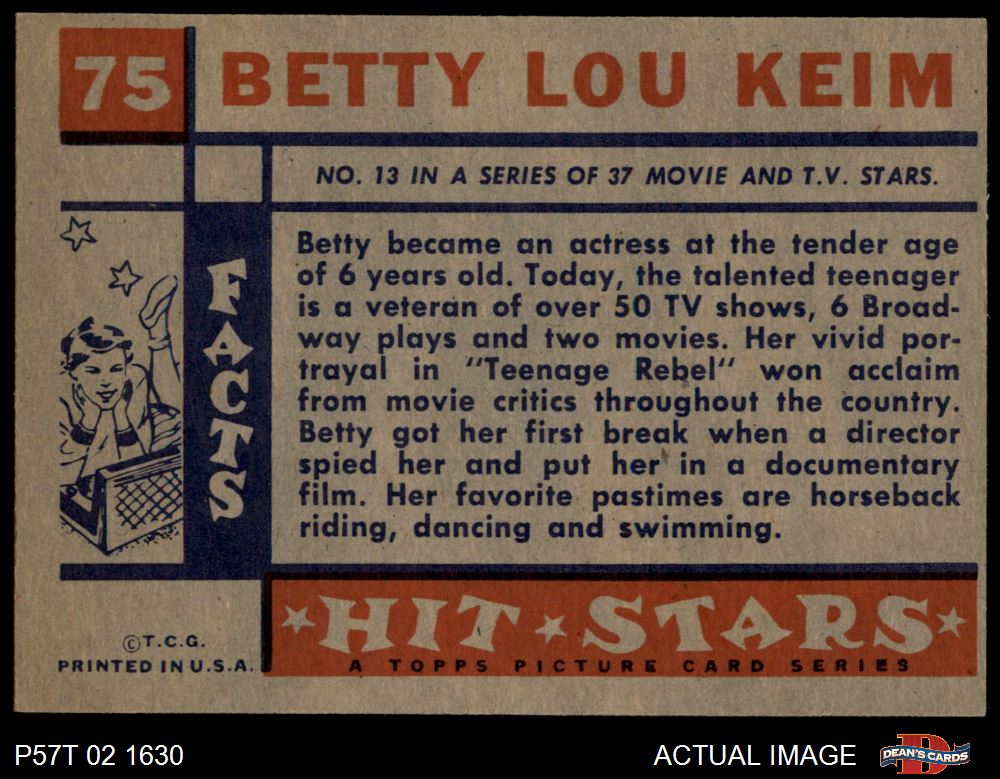 75 BETTY LOU KEIM
NO. 13 IN A SERIES OF 37 MOVIE AND T.V. STARS.
FACTS
Betty became an actress at the tender age
of 6 years old. Today, the talented teenager
is a veteran of over 50 TV shows, 6 Broad-
way plays and two movies. Her vivid por-
trayal in "Teenage Rebel" won acclaim
from movie critics throughout the country.
Betty got her first break when a director
spied her and put her in a documentary
film. Her favorite pastimes are horseback
riding, dancing and swimming.
©T.C.G.
PRINTED IN U.S.A.
HIT STARS
A TOPPS PICTURE CARD SERIES
P57T 02 1630
ACTUAL IMAGE
D
DEAN'S CARDS